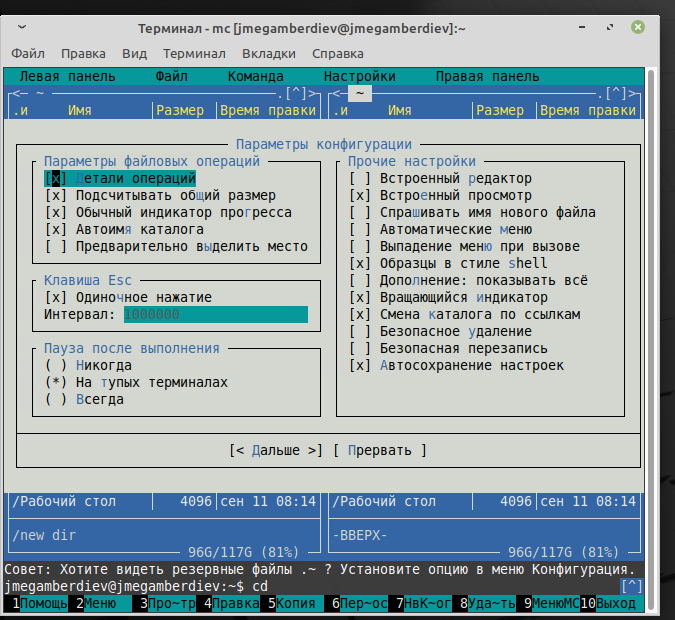 Терминал - mc [jmegamberdiev@jmegamberdiev]:~
Файл Правка Вид Терминал Вкладки Справка
Левая панель Файл Команда Настройки Правая панель
<─ ~ .[^]> <─ ~ .[^]>
.и Имя Размер Время правки .и Имя Размер Время правки
Параметры конфигурации
Параметры файловых операций
[x] Детали операций
[x] Подсчитывать общий размер
[x] Обычный индикатор прогресса
[x] Автоимя каталога
[ ] Предварительно выделить место
Клавиша Esc
[x] Одиночное нажатие
Интервал: 1000000
Пауза после выполнения
( ) Никогда
(*) На тупых терминалах
( ) Всегда
Прочие настройки
[ ] Встроенный редактор
[x] Встроенный просмотр
[ ] Спрашивать имя нового файла
[ ] Автоматические меню
[ ] Выпадение меню при вызове
[x] Образцы в стиле shell
[ ] Дополнение: показывать всё
[x] Вращающийся индикатор
[x] Смена каталога по ссылкам
[ ] Безопасное удаление
[ ] Безопасная перезапись
[x] Автосохранение настроек
[< Дальше >] [ Прервать ]
/Рабочий стол 4096 сен 11 08:14 /Рабочий стол 4096 сен 11 08:14
/new dir -ВВЕРХ-
96G/117G (81%) 96G/117G (81%)
Совет: Хотите видеть резервные файлы .~ ? Установите опцию в меню Конфигурация.
jmegamberdiev@jmegamberdiev:~$ cd [^]
1Помощь 2Меню 3Про~тр 4Правка 5Копия 6Пер~ос 7НвК~ог 8Уда~ть 9МенюMC 10Выход